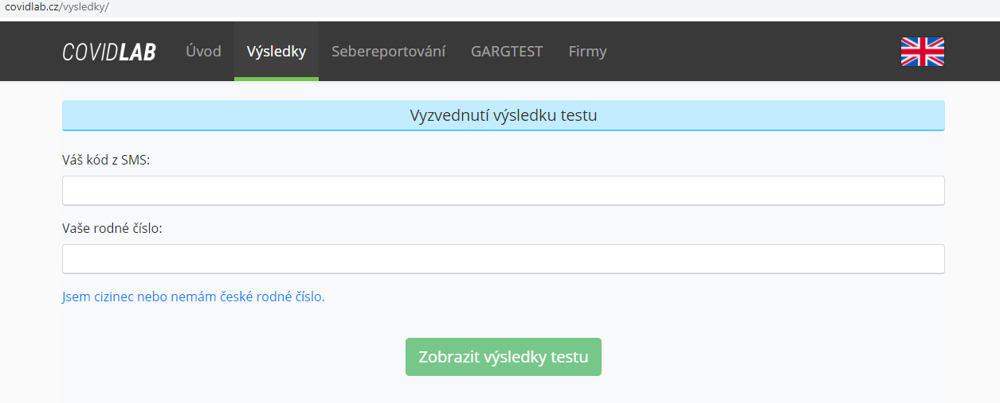 covidlab.cz/vysledky/
COVIDLAB Úvod Výsledky Sebereportování GARGTEST Firmy
Vyzvednutí výsledku testu
Váš kód z SMS:
Vaše rodné číslo:
Jsem cizinec nebo nemám české rodné číslo.
Zobrazit výsledky testu